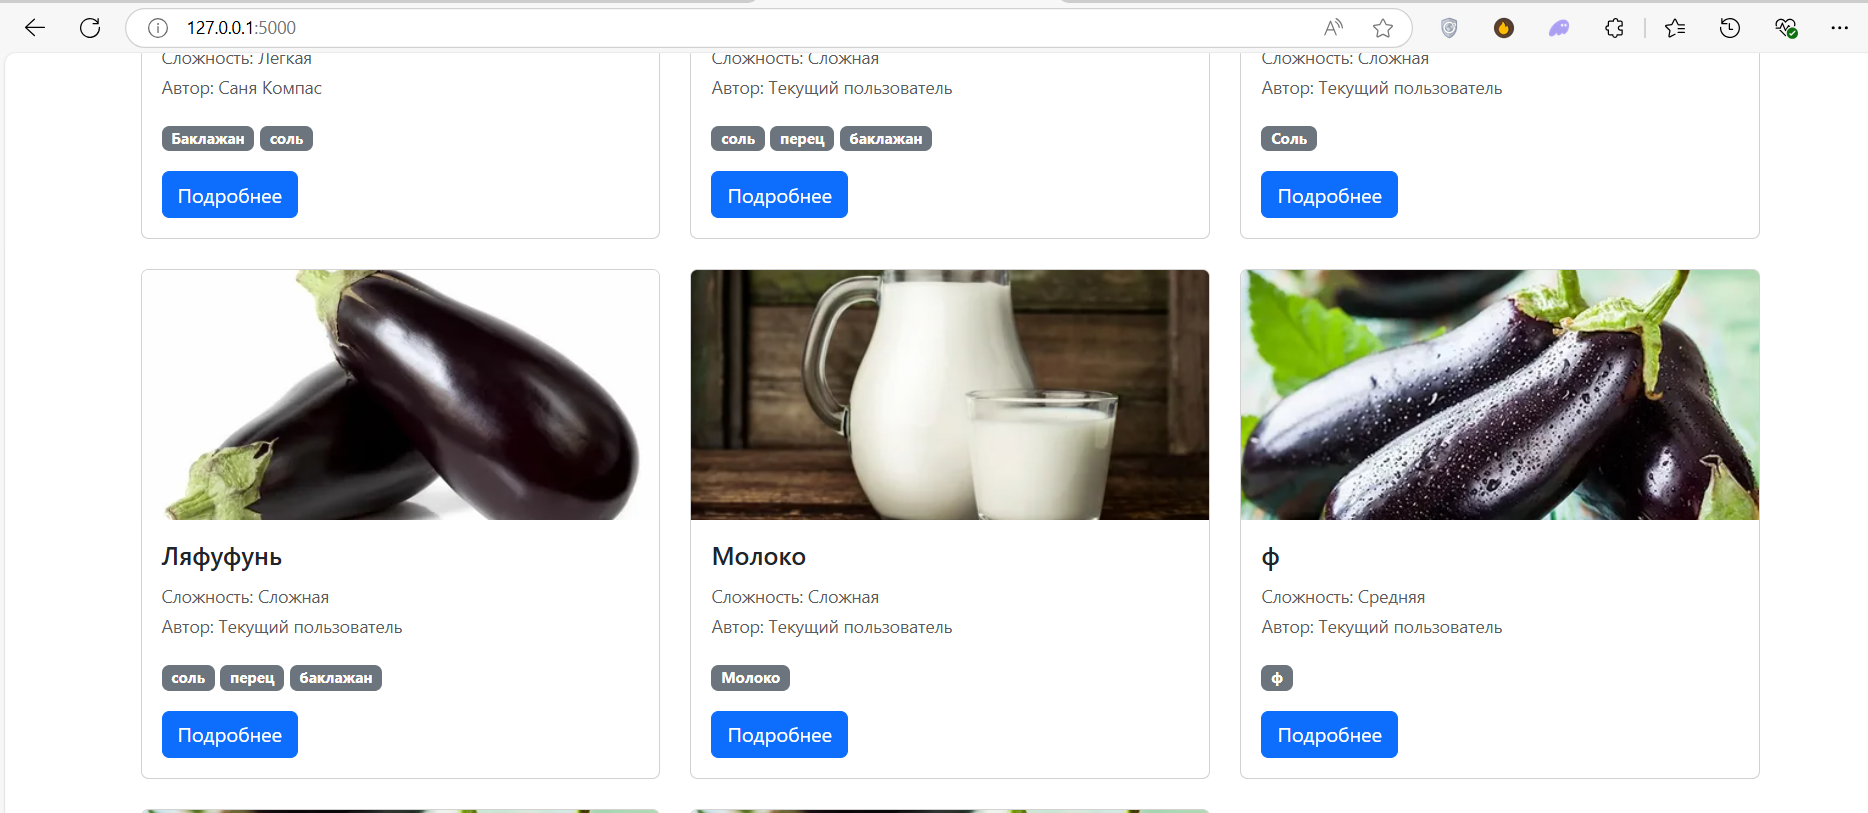 127.0.0.1:5000
Сложность: Легкая
Автор: Саня Компас
Баклажан соль
Подробнее
Сложность: Сложная
Автор: Текущий пользователь
соль перец баклажан
Подробнее
Сложность: Сложная
Автор: Текущий пользователь
Соль
Подробнее
Ляфуфунь
Сложность: Сложная
Автор: Текущий пользователь
соль перец баклажан
Подробнее
Молоко
Сложность: Сложная
Автор: Текущий пользователь
Молоко
Подробнее
ф
Сложность: Средняя
Автор: Текущий пользователь
ф
Подробнее